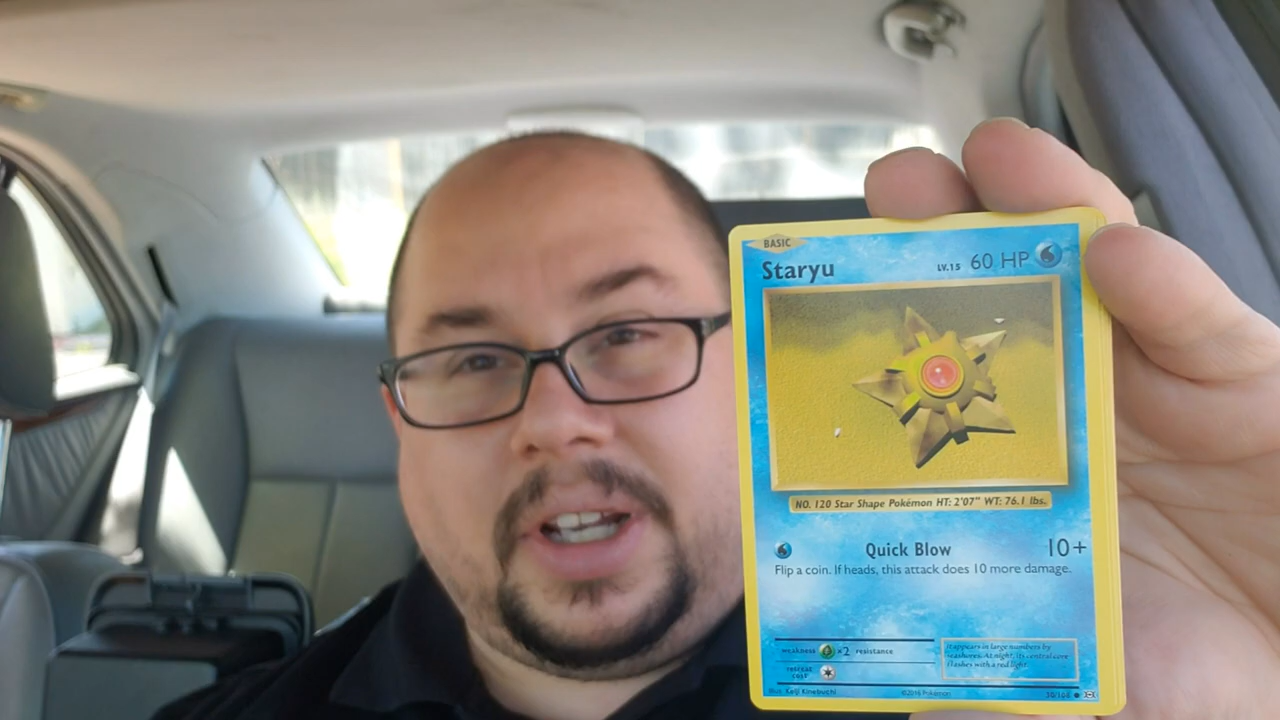 BASIC
Staryu LV.15 60 HP
NO. 120 Star Shape Pokémon HT: 2'07" WT: 76.1 lbs.
Quick Blow 10+
Flip a coin. If heads, this attack does 10 more damage.
weakness ×2 resistance
retreat
cost
It appears in large numbers by
seashores. At night, its central core
flashes with a red light.
Illus. Keiji Kinebuchi ©2016 Pokémon 30/108